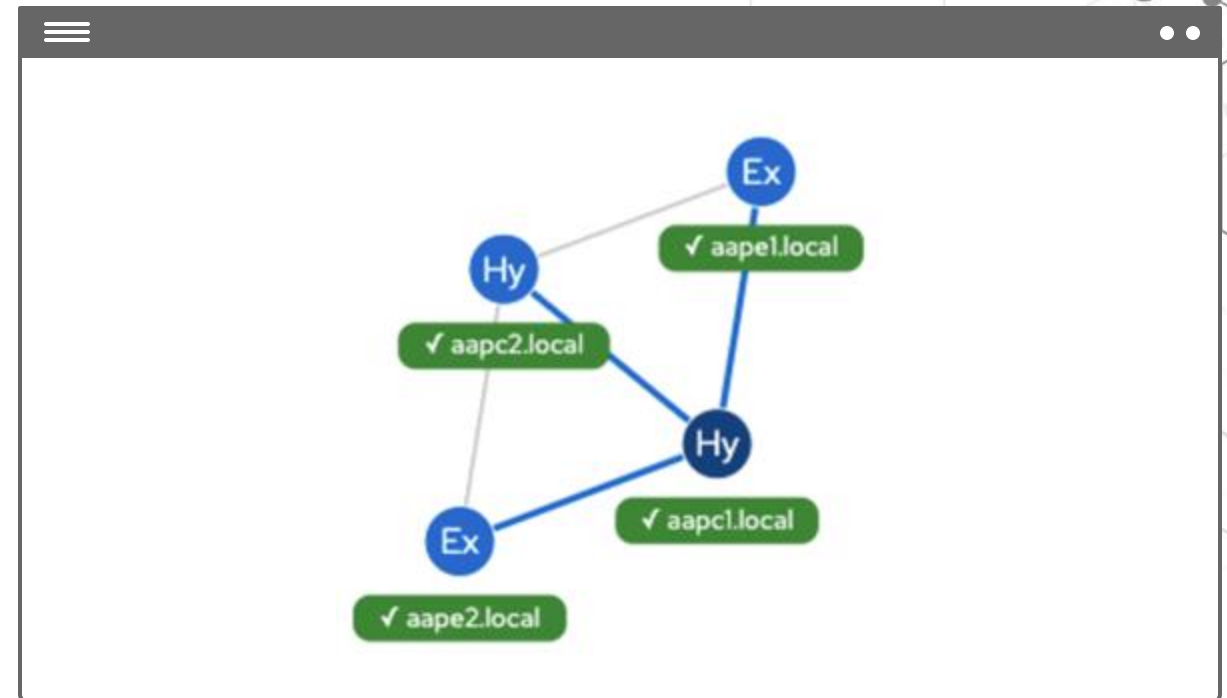 Ex
✓ aape1.local
Hy
✓ aapc2.local
Hy
✓ aapc1.local
Ex
✓ aape2.local